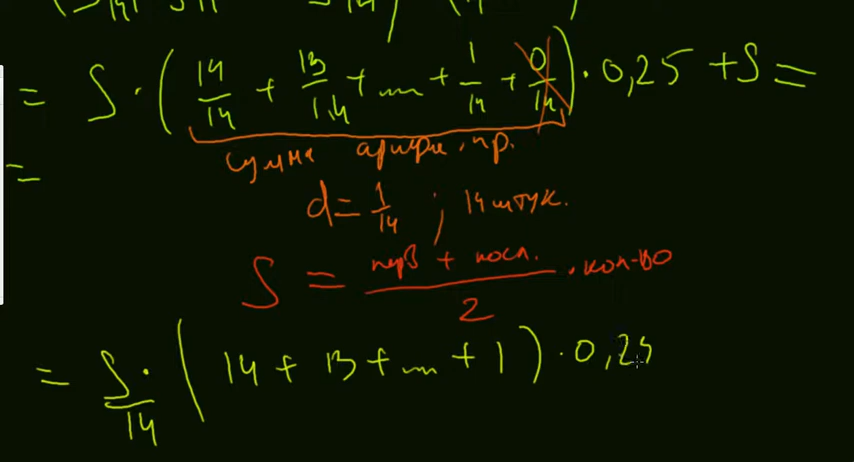 = S · (14/14 + 13/14 + ... + 1/14 + 0/14) · 0,25 + S =
=
сумма арифм. пр.
d = 1/14 ; 14 штук.
S = перв + посл. / 2 · кол-во
= S/14 · (14 + 13 + ... + 1) · 0,25